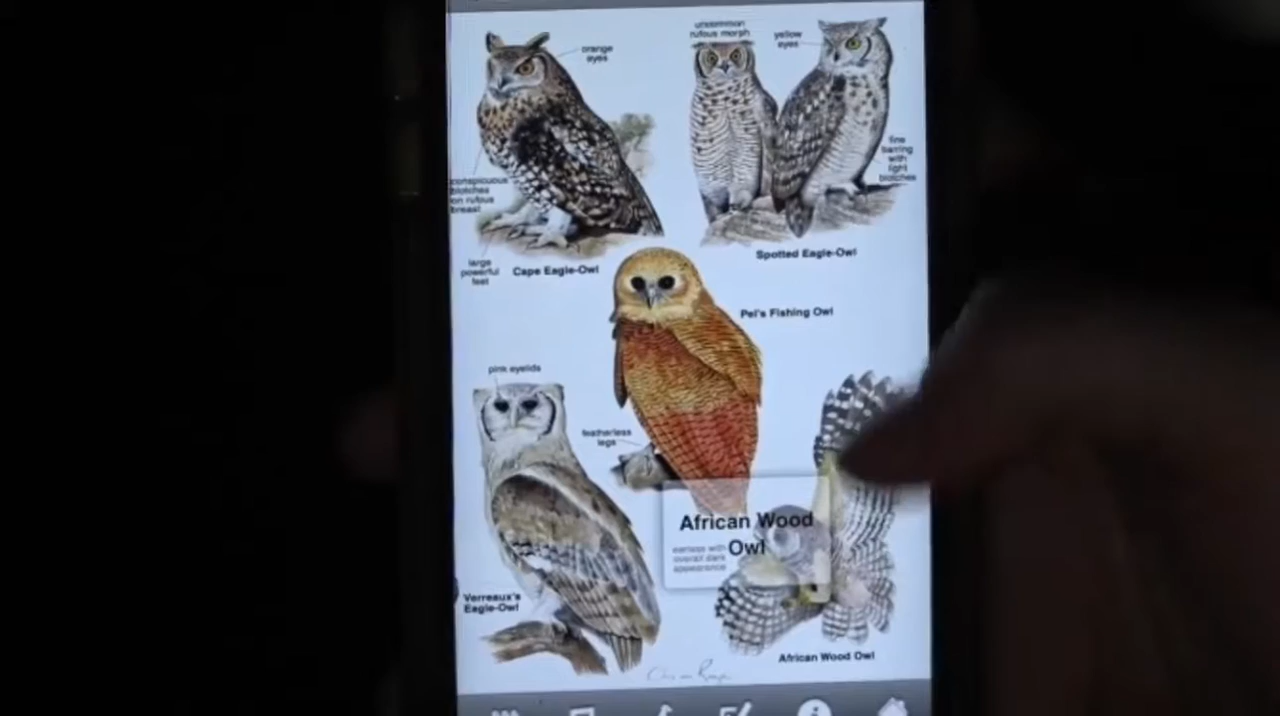 orange
eyes
conspicuous
blotches
on rufous
breast
large
powerful
feet
Cape Eagle-Owl
uncommon
rufous morph
yellow
eyes
fine
barring
with
light
blotches
Spotted Eagle-Owl
Pel's Fishing Owl
pink eyelids
featherless
legs
Verreaux's
Eagle-Owl
African Wood
Owl
earless with
overall dark
appearance
African Wood Owl